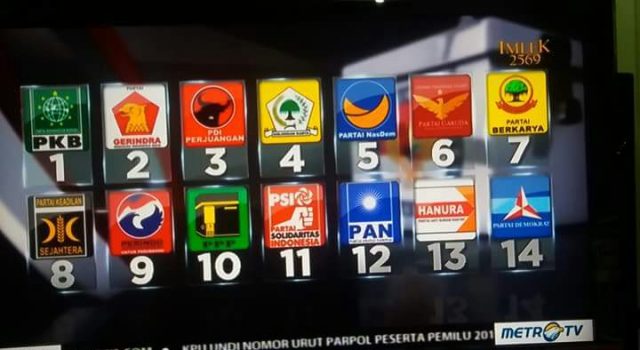 IMLEK
2569
PKB
1
PARTAI
GERINDRA
2
PDI
PERJUANGAN
3
4
PARTAI NasDem
5
PARTAI GARUDA
6
PARTAI
BERKARYA
7
PARTAI KEADILAN
SEJAHTERA
8
PERINDO
9
PPP
10
PSI
PARTAI
SOLIDARITAS
INDONESIA
11
PAN
12
HANURA
13
PARTAI DEMOKRAT
14
KPU UNDI NOMOR URUT PARPOL PESERTA PEMILU 201
METRO TV